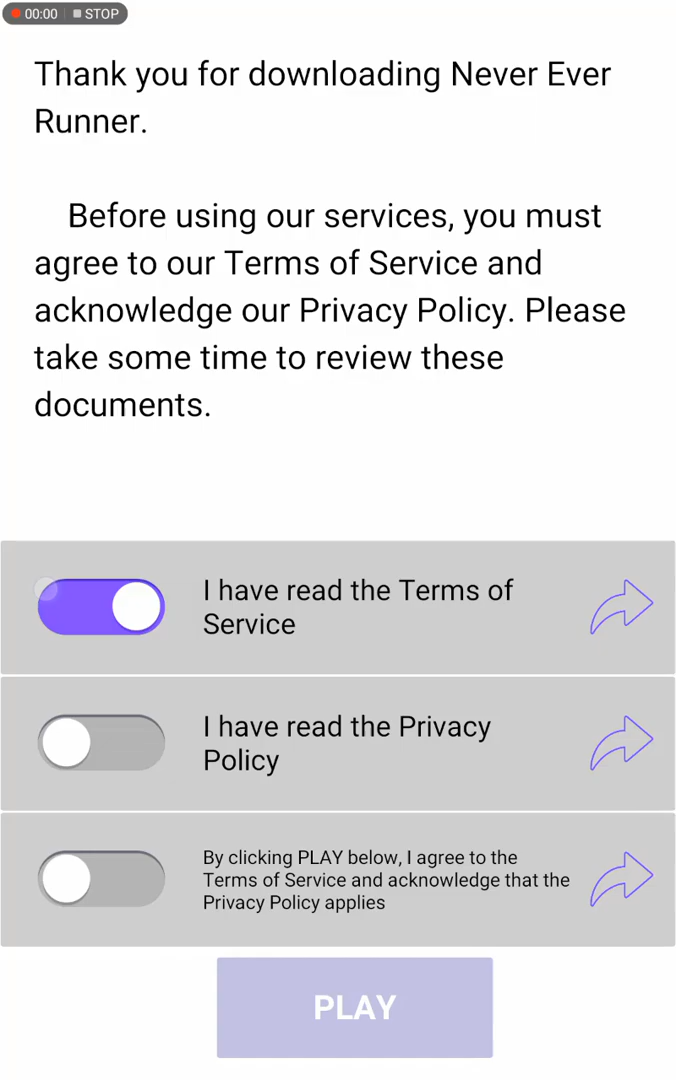 00:00 STOP
Thank you for downloading Never Ever
Runner.
Before using our services, you must
agree to our Terms of Service and
acknowledge our Privacy Policy. Please
take some time to review these
documents.
I have read the Terms of
Service
I have read the Privacy
Policy
By clicking PLAY below, I agree to the
Terms of Service and acknowledge that the
Privacy Policy applies
PLAY